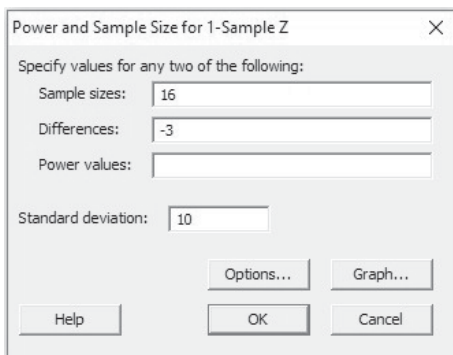 Power and Sample Size for 1-Sample Z
Specify values for any two of the following:
Sample sizes: 16
Differences: -3
Power values:
Standard deviation: 10
Options... Graph...
Help OK Cancel